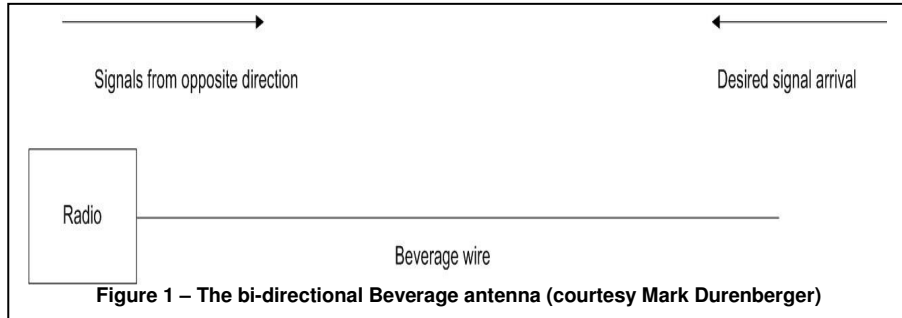 Signals from opposite direction
Desired signal arrival
Radio
Beverage wire
Figure 1 – The bi-directional Beverage antenna (courtesy Mark Durenberger)